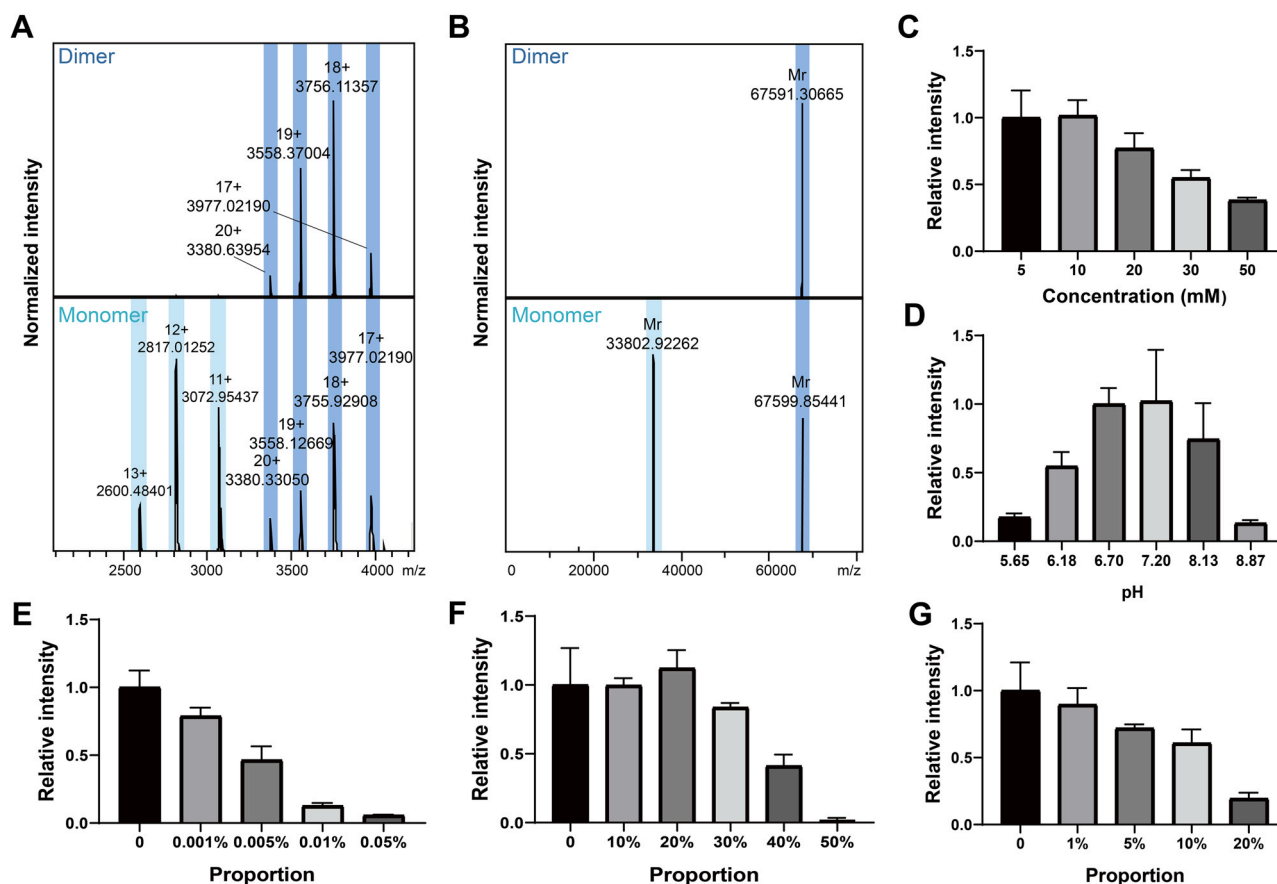 A
Normalized intensity
Dimer
18+
3756.11357
19+
3558.37004
17+
3977.02190
20+
3380.63954
Monomer
12+
2817.01252
17+
3977.02190
11+
3072.95437
18+
3755.92908
19+
3558.12669
20+
3380.33050
13+
2600.48401
2500 3000 3500 4000 m/z
B
Normalized intensity
Dimer
Mr
67591.30665
Monomer
Mr
33802.92262
Mr
67599.85441
0 20000 40000 60000 m/z
C
Relative intensity
1.5
1.0
0.5
0.0
5 10 20 30 50
Concentration (mM)
D
Relative intensity
1.5
1.0
0.5
0.0
5.65 6.18 6.70 7.20 8.13 8.87
pH
E
Relative intensity
1.5
1.0
0.5
0.0
0 0.001% 0.005% 0.01% 0.05%
Proportion
F
Relative intensity
1.5
1.0
0.5
0.0
0 10% 20% 30% 40% 50%
Proportion
G
Relative intensity
1.5
1.0
0.5
0.0
0 1% 5% 10% 20%
Proportion